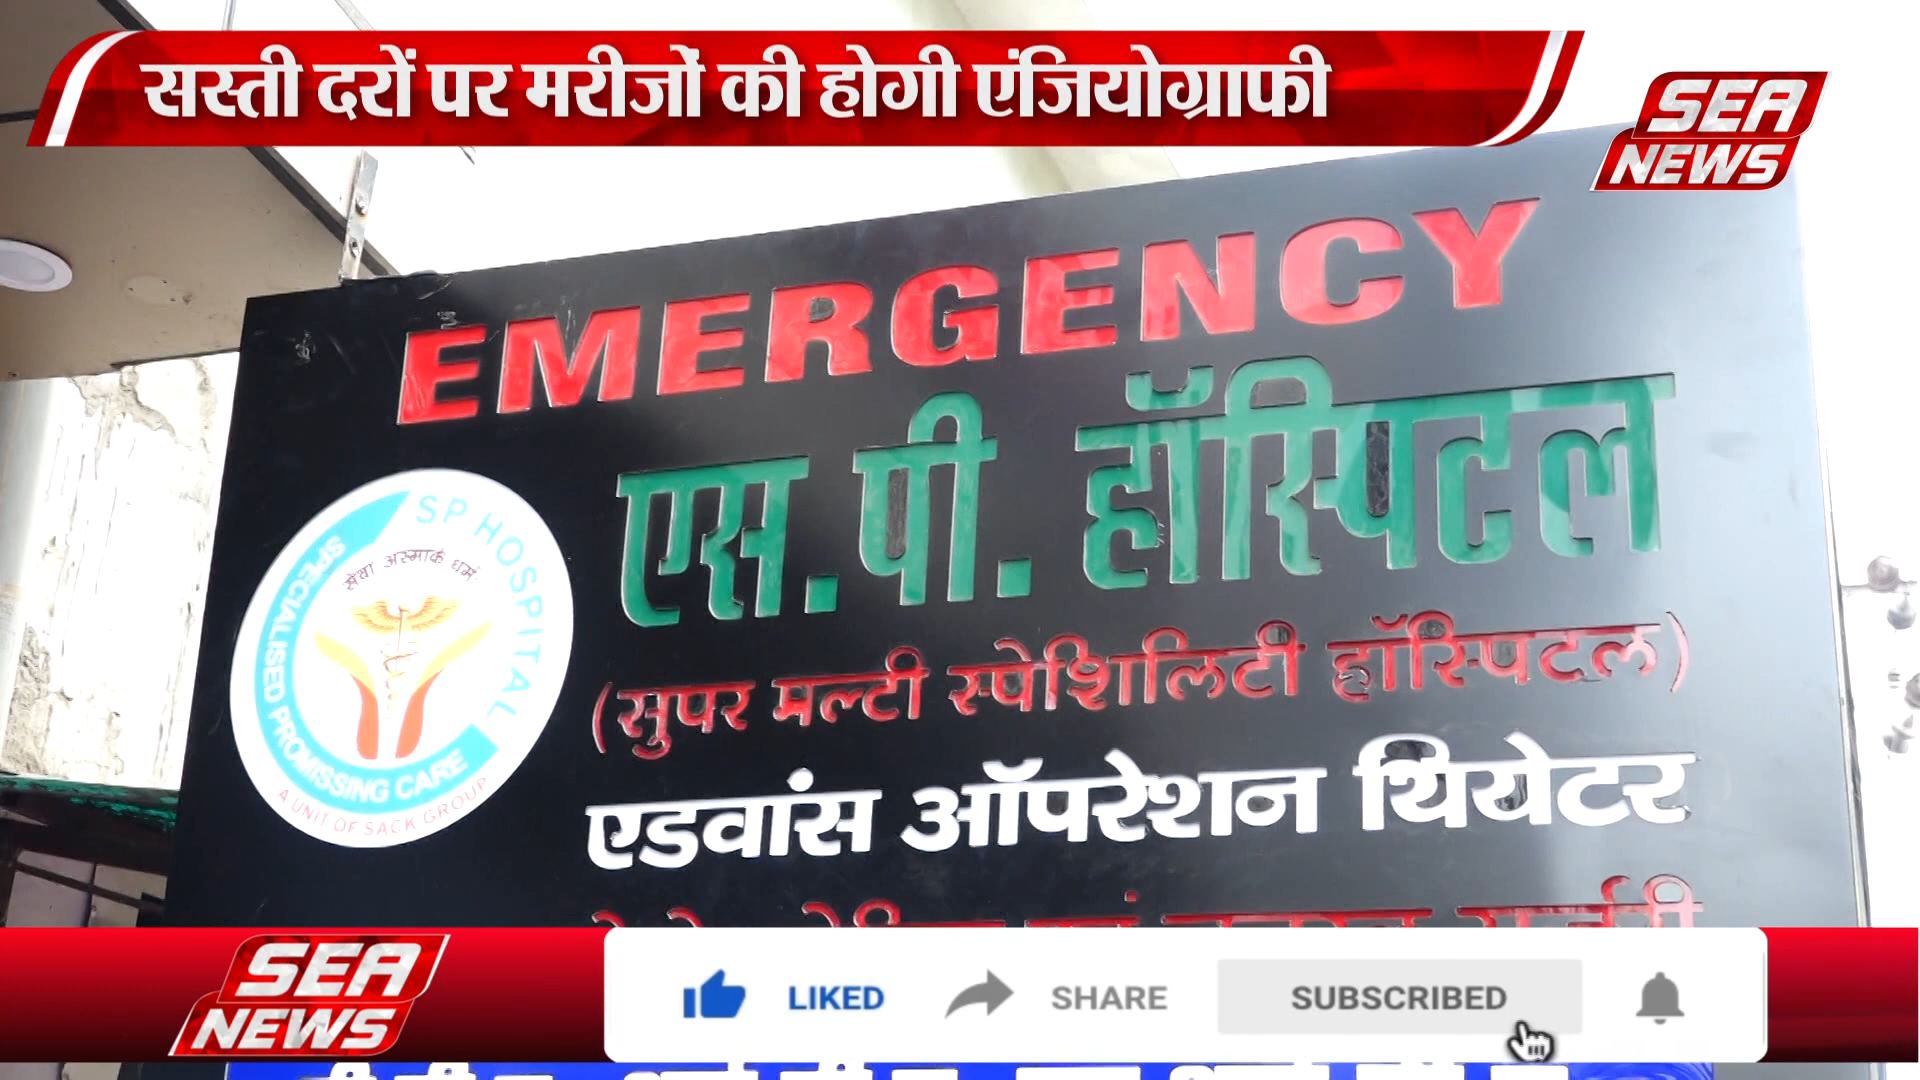 सस्ती दरों पर मरीजों की होगी एंजियोग्राफी
SEA
NEWS
EMERGENCY
एस.पी. हॉस्पिटल
(सुपर मल्टी स्पेशिलिटी हॉस्पिटल)
एडवांस ऑपरेशन थियेटर
SP HOSPITAL
सेवा अस्माकं धर्मः
SPECIALISED PROMISSING CARE
A UNIT OF SACK GROUP
SEA
NEWS
LIKED
SHARE
SUBSCRIBED